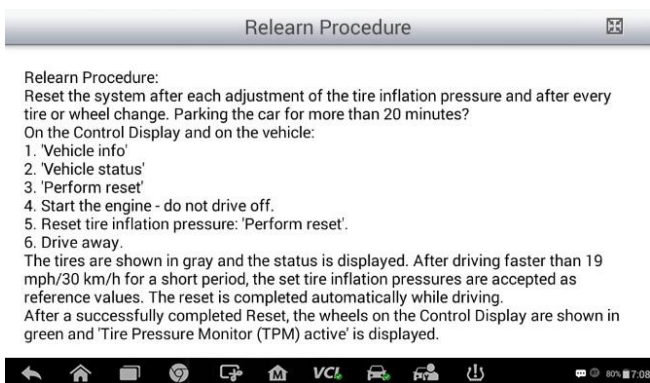 Relearn Procedure
Relearn Procedure:
Reset the system after each adjustment of the tire inflation pressure and after every
tire or wheel change. Parking the car for more than 20 minutes?
On the Control Display and on the vehicle:
1. 'Vehicle info'
2. 'Vehicle status'
3. 'Perform reset'
4. Start the engine - do not drive off.
5. Reset tire inflation pressure: 'Perform reset'.
6. Drive away.
The tires are shown in gray and the status is displayed. After driving faster than 19
mph/30 km/h for a short period, the set tire inflation pressures are accepted as
reference values. The reset is completed automatically while driving.
After a successfully completed Reset, the wheels on the Control Display are shown in
green and 'Tire Pressure Monitor (TPM) active' is displayed.
M VCI 80% 7:08